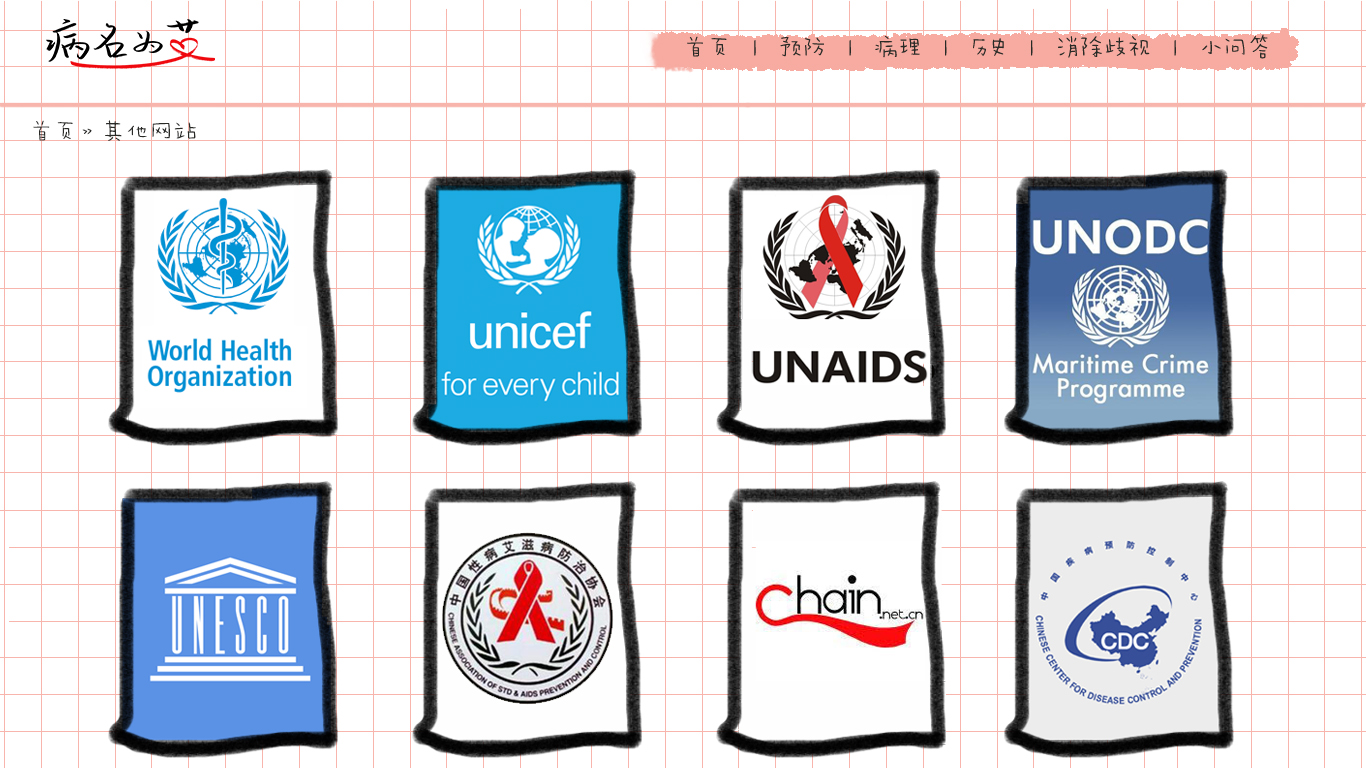 病名为艾
首页 | 预防 | 病理 | 历史 | 消除歧视 | 小问答
首页 » 其他网站
World Health
Organization
unicef
for every child
UNAIDS
UNODC
Maritime Crime
Programme
UNESCO
中国性病艾滋病防治协会
CHINESE ASSOCIATION OF STD & AIDS PREVENTION AND CONTROL
chain.net.cn
中国疾病预防控制中心
CDC
CHINESE CENTER FOR DISEASE CONTROL AND PREVENTION